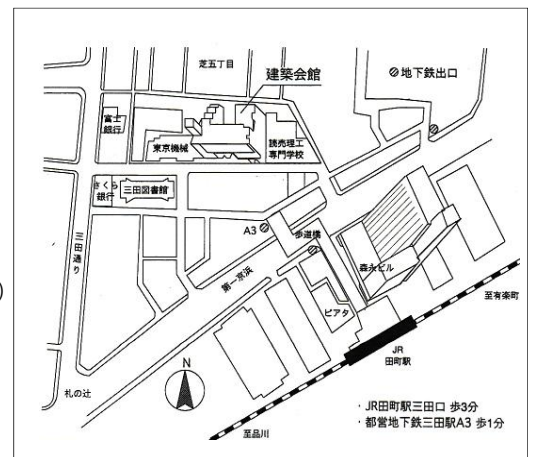 芝五丁目
建築会館
地下鉄出口
富士
銀行
東京機械
読売理工
専門学校
さくら
銀行
三田図書館
三田通り
A3
歩道橋
第一京浜
森永ビル
ピアタ
至有楽町
N
JR
田町駅
札の辻
至品川
・JR田町駅三田口 歩3分
・都営地下鉄三田駅A3 歩1分
)